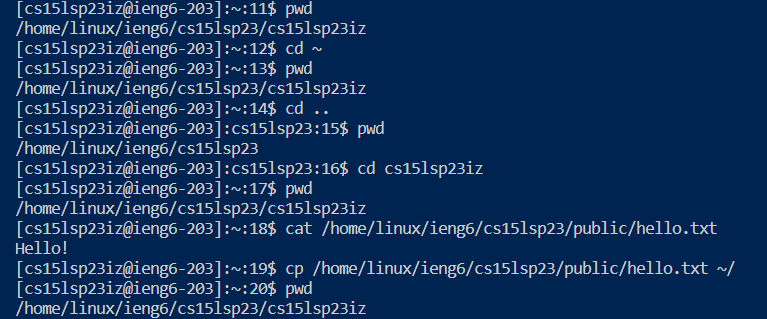 [cs15lsp23iz@ieng6-203]:~:11$ pwd
/home/linux/ieng6/cs15lsp23/cs15lsp23iz
[cs15lsp23iz@ieng6-203]:~:12$ cd ~
[cs15lsp23iz@ieng6-203]:~:13$ pwd
/home/linux/ieng6/cs15lsp23/cs15lsp23iz
[cs15lsp23iz@ieng6-203]:~:14$ cd ..
[cs15lsp23iz@ieng6-203]:cs15lsp23:15$ pwd
/home/linux/ieng6/cs15lsp23
[cs15lsp23iz@ieng6-203]:cs15lsp23:16$ cd cs15lsp23iz
[cs15lsp23iz@ieng6-203]:~:17$ pwd
/home/linux/ieng6/cs15lsp23/cs15lsp23iz
[cs15lsp23iz@ieng6-203]:~:18$ cat /home/linux/ieng6/cs15lsp23/public/hello.txt
Hello!
[cs15lsp23iz@ieng6-203]:~:19$ cp /home/linux/ieng6/cs15lsp23/public/hello.txt ~/
[cs15lsp23iz@ieng6-203]:~:20$ pwd
/home/linux/ieng6/cs15lsp23/cs15lsp23iz